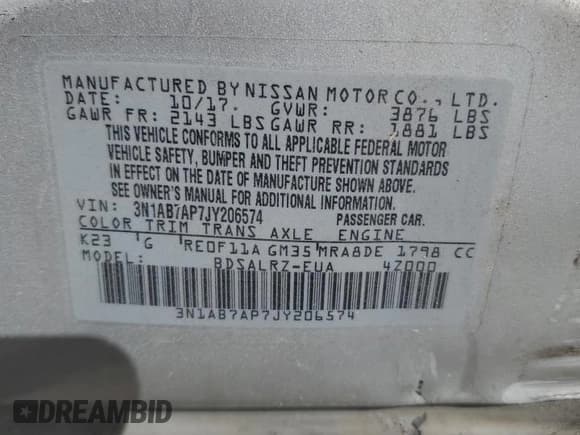 MANUFACTURED BY NISSAN MOTOR CO., LTD.
DATE: 10/17. GVWR: 3876 LBS
GAWR FR: 2143 LBS GAWR RR: 1881 LBS
THIS VEHICLE CONFORMS TO ALL APPLICABLE FEDERAL MOTOR
VEHICLE SAFETY, BUMPER AND THEFT PREVENTION STANDARDS
IN EFFECT ON THE DATE OF MANUFACTURE SHOWN ABOVE.
SEE OWNER'S MANUAL FOR ADDITIONAL INFORMATION.
VIN: 3N1AB7AP7JY206574 PASSENGER CAR.
COLOR TRIM TRANS AXLE ENGINE
K23 G RE0F11A GM35 MRA8DE 1798 CC
MODEL: BDSALRZ-EUA 4Z000
3N1AB7AP7JY206574
DREAMBID